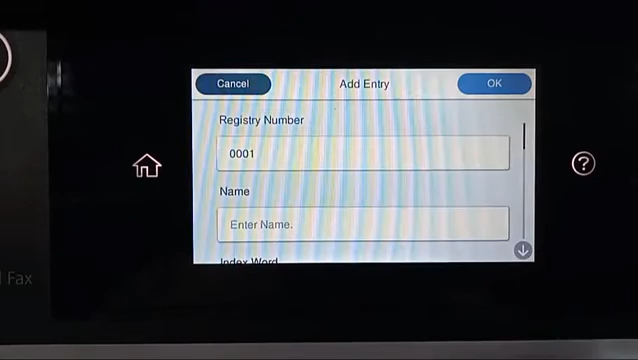 Cancel
Add Entry
OK
Registry Number
0001
Name
Enter Name.
Index Word
Fax